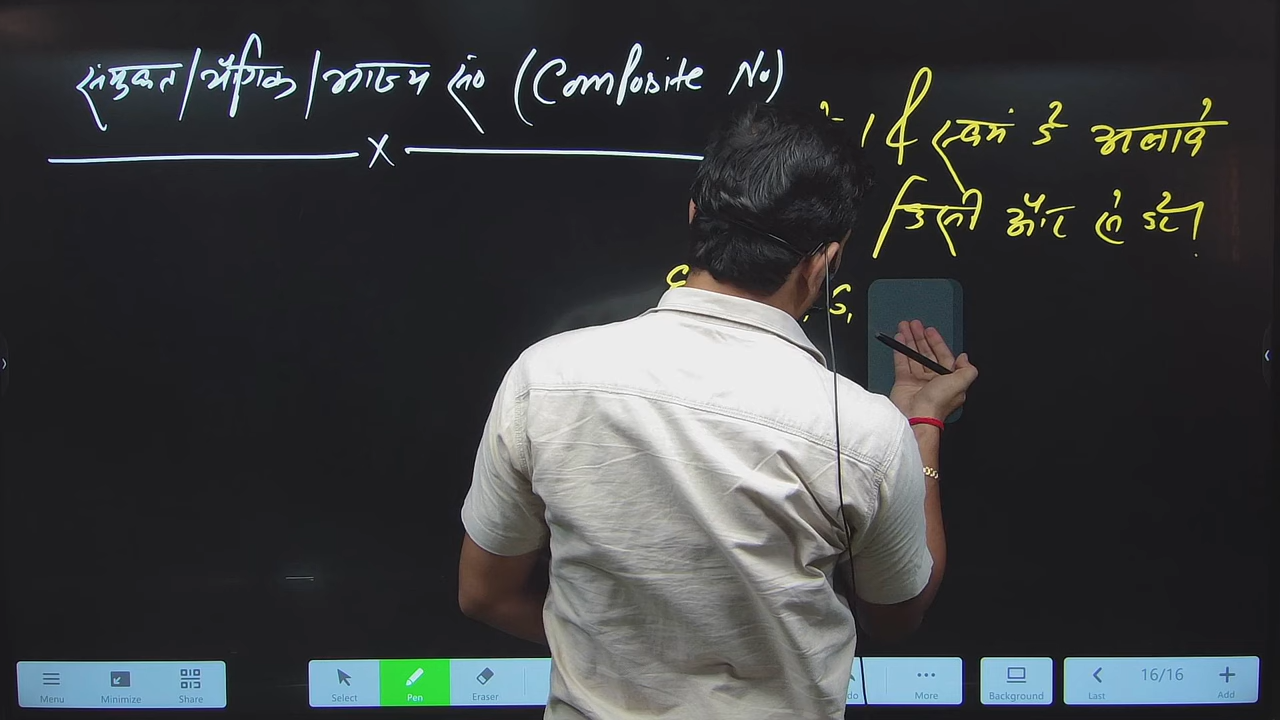 संयुक्त/यौगिक/भाज्य सं० (Composite No)
1 व स्वयं के अलावे
किसी और से कटे।
6,
Menu
Minimize
Share
Select
Pen
Eraser
More
Background
Last
16/16
Add